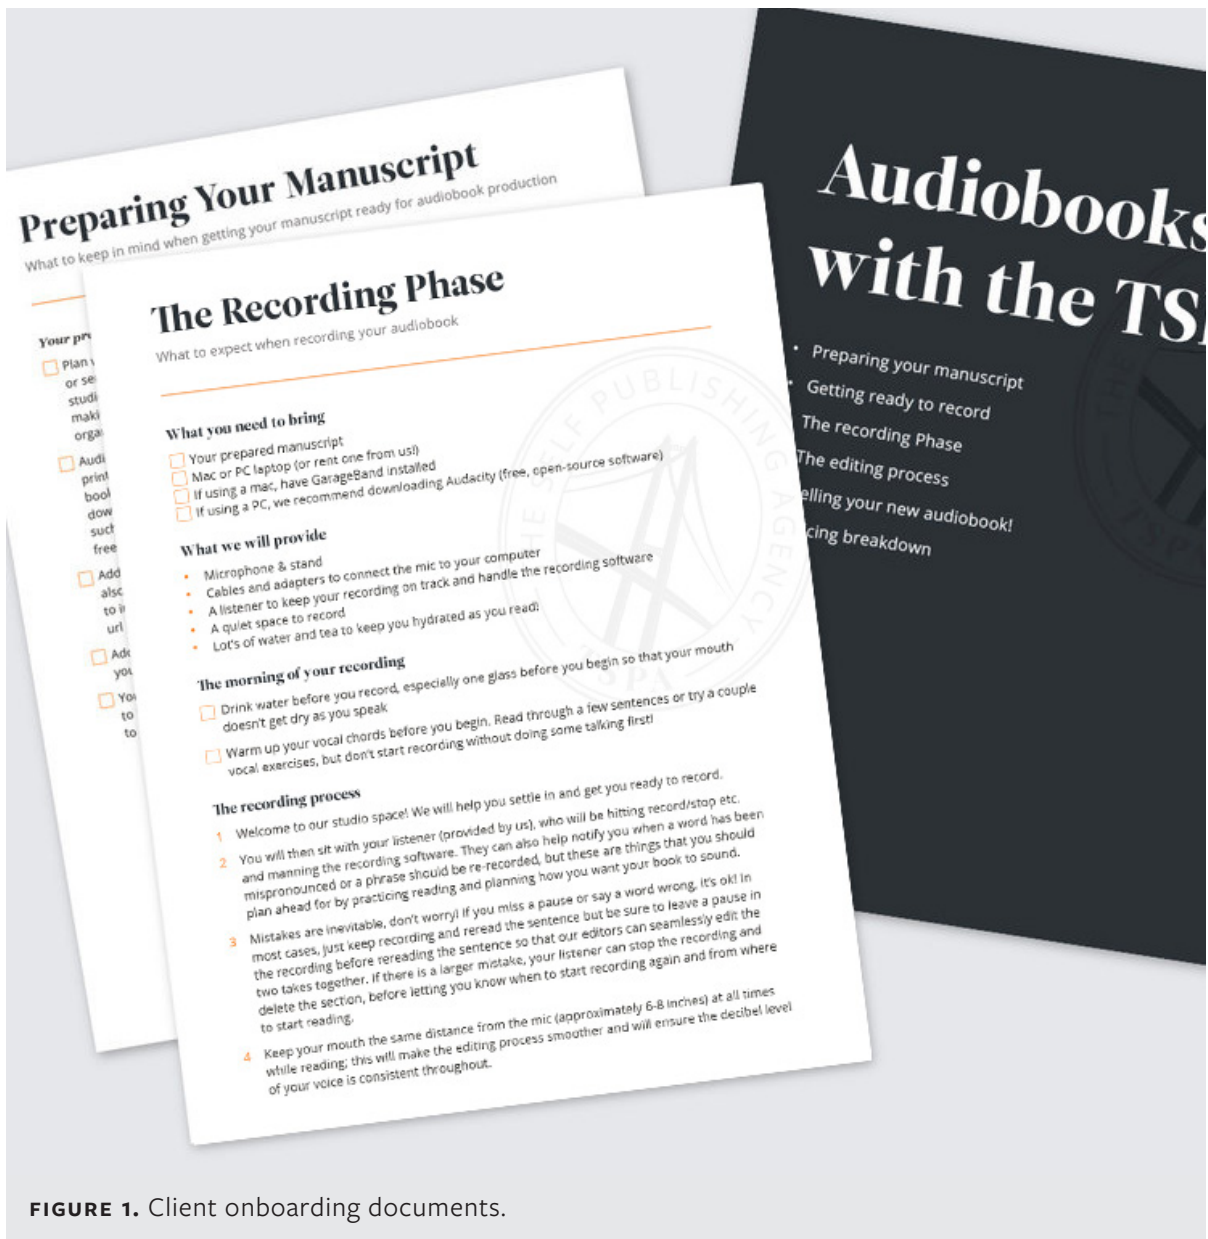 Preparing Your Manuscript
What to keep in mind when getting your manuscript ready for audiobook production
Your
Plan
or
Audi
print
also
to
to
The Recording Phase
What to expect when recording your audiobook
What you need to bring
Your prepared manuscript
Mac or PC laptop (or rent one from us!)
If using a mac, have GarageBand installed
If using a PC, we recommend downloading Audacity (free, open-source software)
What we will provide
• Microphone & stand
• Cables and adapters to connect the mic to your computer
• A listener to keep your recording on track and handle the recording software
• A quiet space to record
• Lot's of water and tea to keep you hydrated as you read!
The morning of your recording
Drink water before you record, especially one glass before you begin so that your mouth
doesn't get dry as you speak
Warm up your vocal chords before you begin. Read through a few sentences or try a couple
vocal exercises, but don't start recording without doing some talking first!
The recording process
1 Welcome to our studio space! We will help you settle in and get you ready to record.
2 You will then sit with your listener (provided by us), who will be hitting record/stop etc.
and manning the recording software. They can also help notify you when a word has been
mispronounced or a phrase should be re-recorded, but these are things that you should
plan ahead for by practicing reading and planning how you want your book to sound.
3 Mistakes are inevitable, don't worry! If you miss a pause or say a word wrong, it's ok! In
most cases, just keep recording and reread the sentence but be sure to leave a pause in
the recording before rereading the sentence so that our editors can seamlessly edit the
two takes together. If there is a larger mistake, your listener can stop the recording and
delete the section, before letting you know when to start recording again and from where
to start reading.
4 Keep your mouth the same distance from the mic (approximately 6-8 inches) at all times
while reading; this will make the editing process smoother and will ensure the decibel level
of your voice is consistent throughout.
THE SELF PUBLISHING AGENCY
TSPA
Audiobooks
with the TS
• Preparing your manuscript
• Getting ready to record
The recording Phase
The editing process
elling your new audiobook!
cing breakdown
THE
TSPA
FIGURE 1. Client onboarding documents.